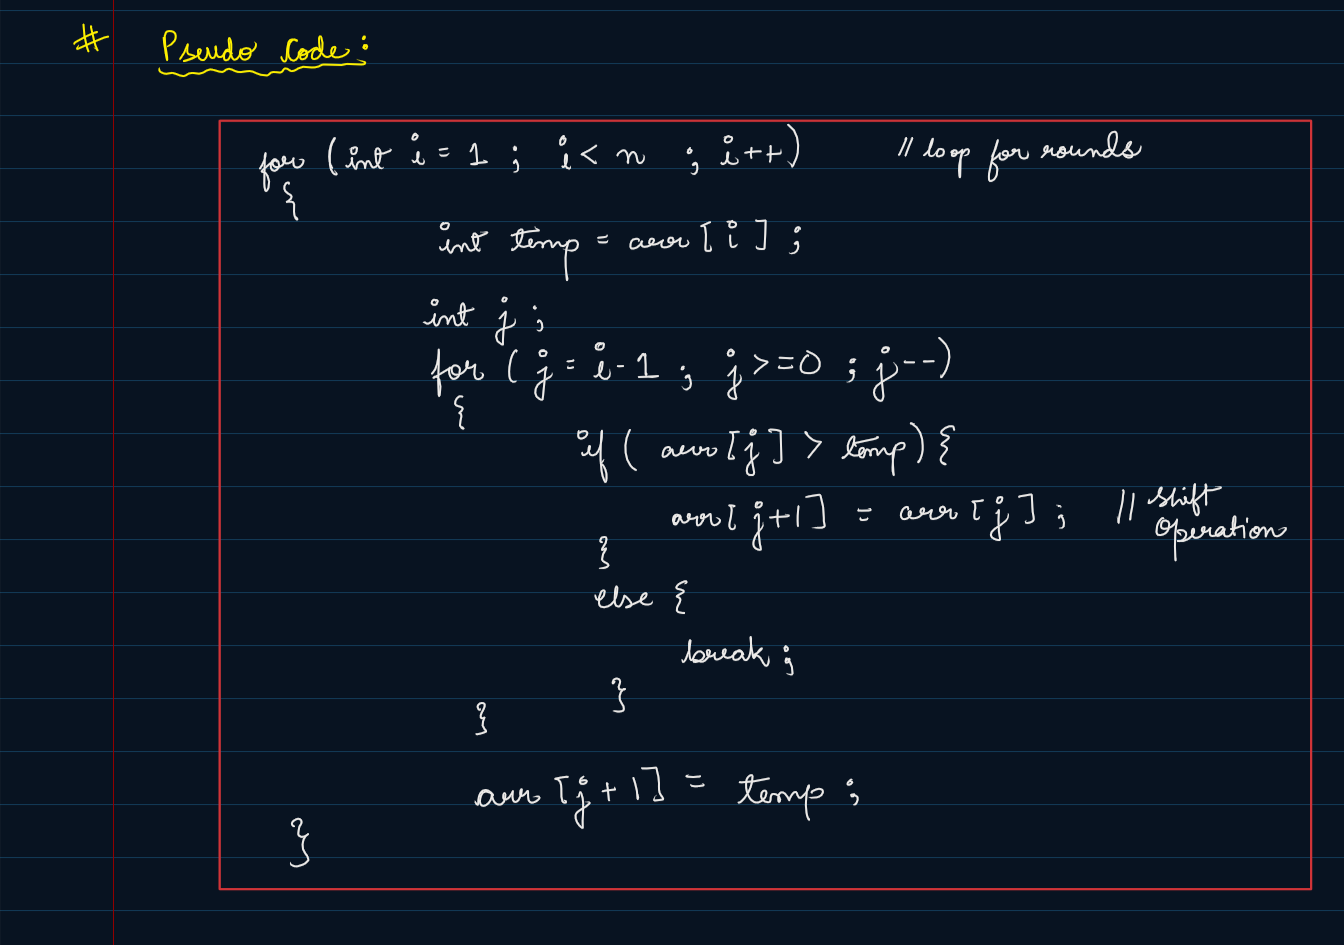 # Pseudo Code:
for (int i = 1 ; i < n ; i++) // loop for rounds
{
int temp = arr [ i ] ;
int j ;
for ( j = i - 1 ; j >= 0 ; j -- )
{
if ( arr [ j ] > temp ) {
arr [ j+1 ] = arr [ j ] ; // shift
operation
}
else {
break ;
}
}
arr [ j + 1 ] = temp ;
}